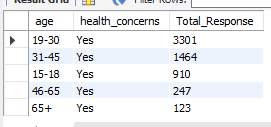 Result Grid Filter Rows:
age health_concerns Total_Response
19-30 Yes 3301
31-45 Yes 1464
15-18 Yes 910
46-65 Yes 247
65+ Yes 123